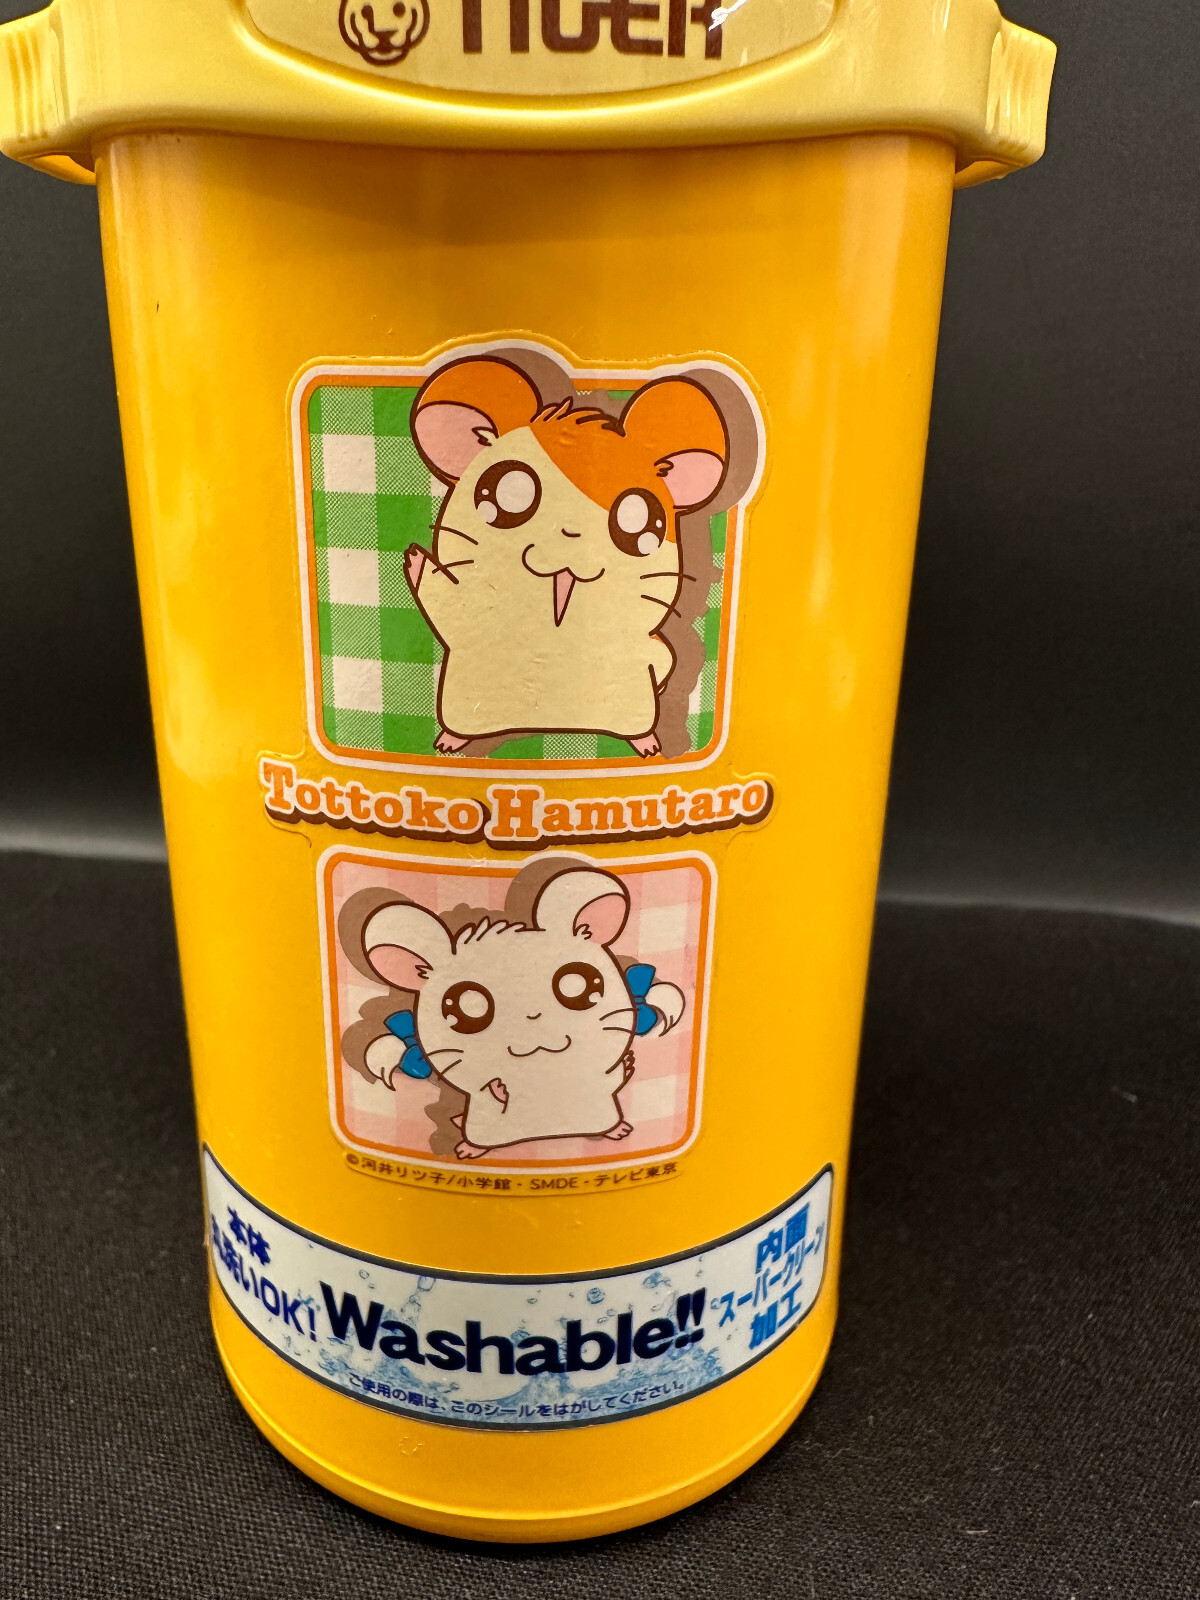 TIGER
Tottoko Hamutaro
©河井リツ子/小学館・SMDE・テレビ東京
本体
丸洗いOK!
Washable!!
内面
スーパークリーン
加工
ご使用の際は、このシールをはがしてください。